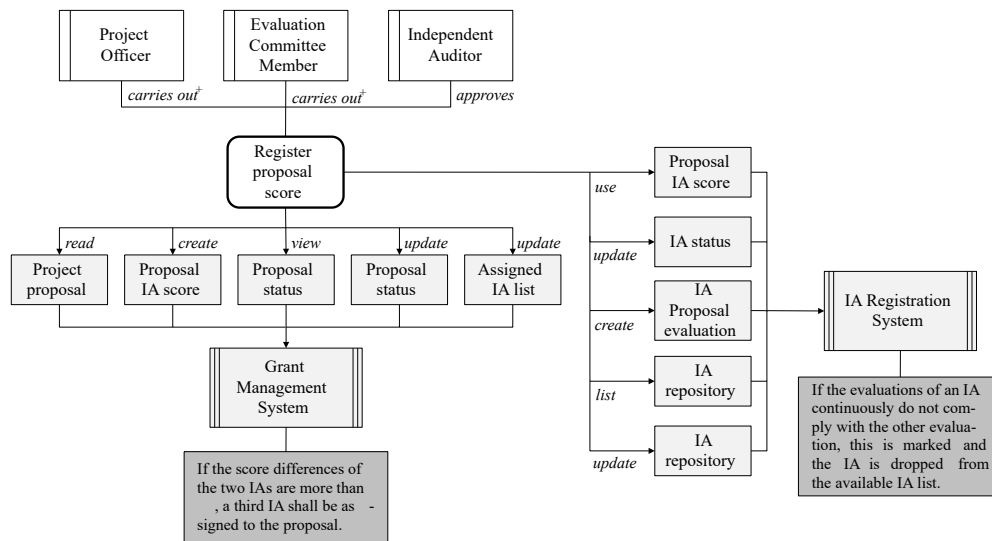 Project
Officer
Evaluation
Committee
Member
Independent
Auditor
carries out+
carries out+
approves
Register
proposal
score
use
Proposal
IA score
update
IA status
create
IA
Proposal
evaluation
list
IA
repository
update
IA
repository
read
create
view
update
update
Project
proposal
Proposal
IA score
Proposal
status
Proposal
status
Assigned
IA list
Grant
Management
System
IA Registration
System
If the score differences of
the two IAs are more than
, a third IA shall be as -
signed to the proposal.
If the evaluations of an IA
continuously do not com-
ply with the other evalua-
tion, this is marked and
the IA is dropped from
the available IA list.